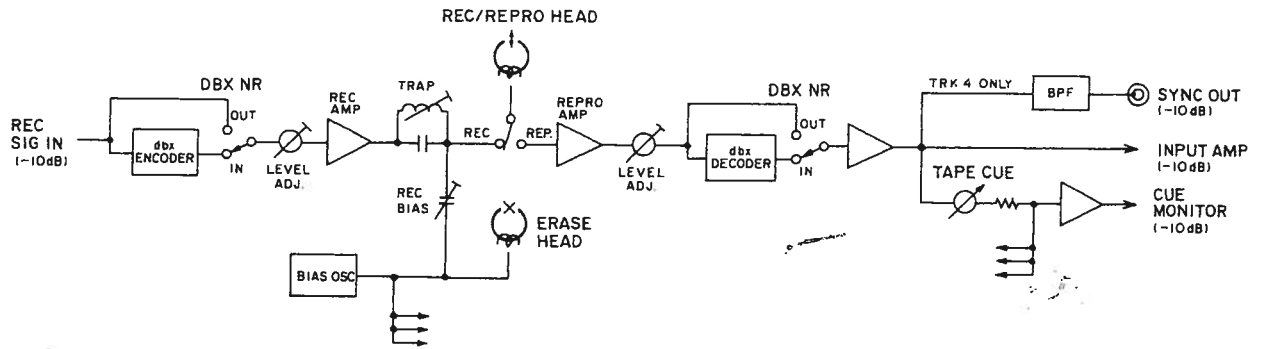 REC/REPRO HEAD
DBX NR
OUT
REC
SIG IN
(-10dB)
dbx
ENCODER
IN
LEVEL
ADJ.
REC
AMP
TRAP
REC
REP.
REPRO
AMP
LEVEL
ADJ.
DBX NR
OUT
dbx
DECODER
IN
TRK 4 ONLY
BPF
SYNC OUT
(-10dB)
INPUT AMP
(-10dB)
TAPE CUE
CUE
MONITOR
(-10dB)
REC
BIAS
ERASE
HEAD
BIAS OSC